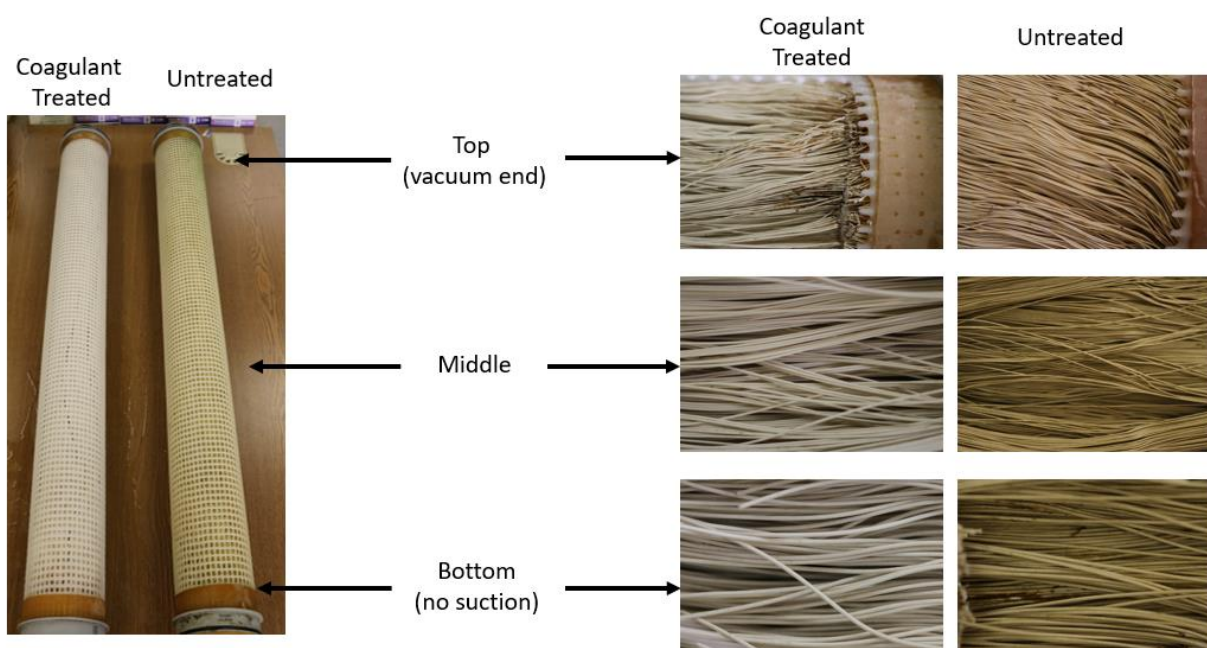 Coagulant
Treated
Untreated
Coagulant
Treated
Untreated
Top
(vacuum end)
Middle
Bottom
(no suction)